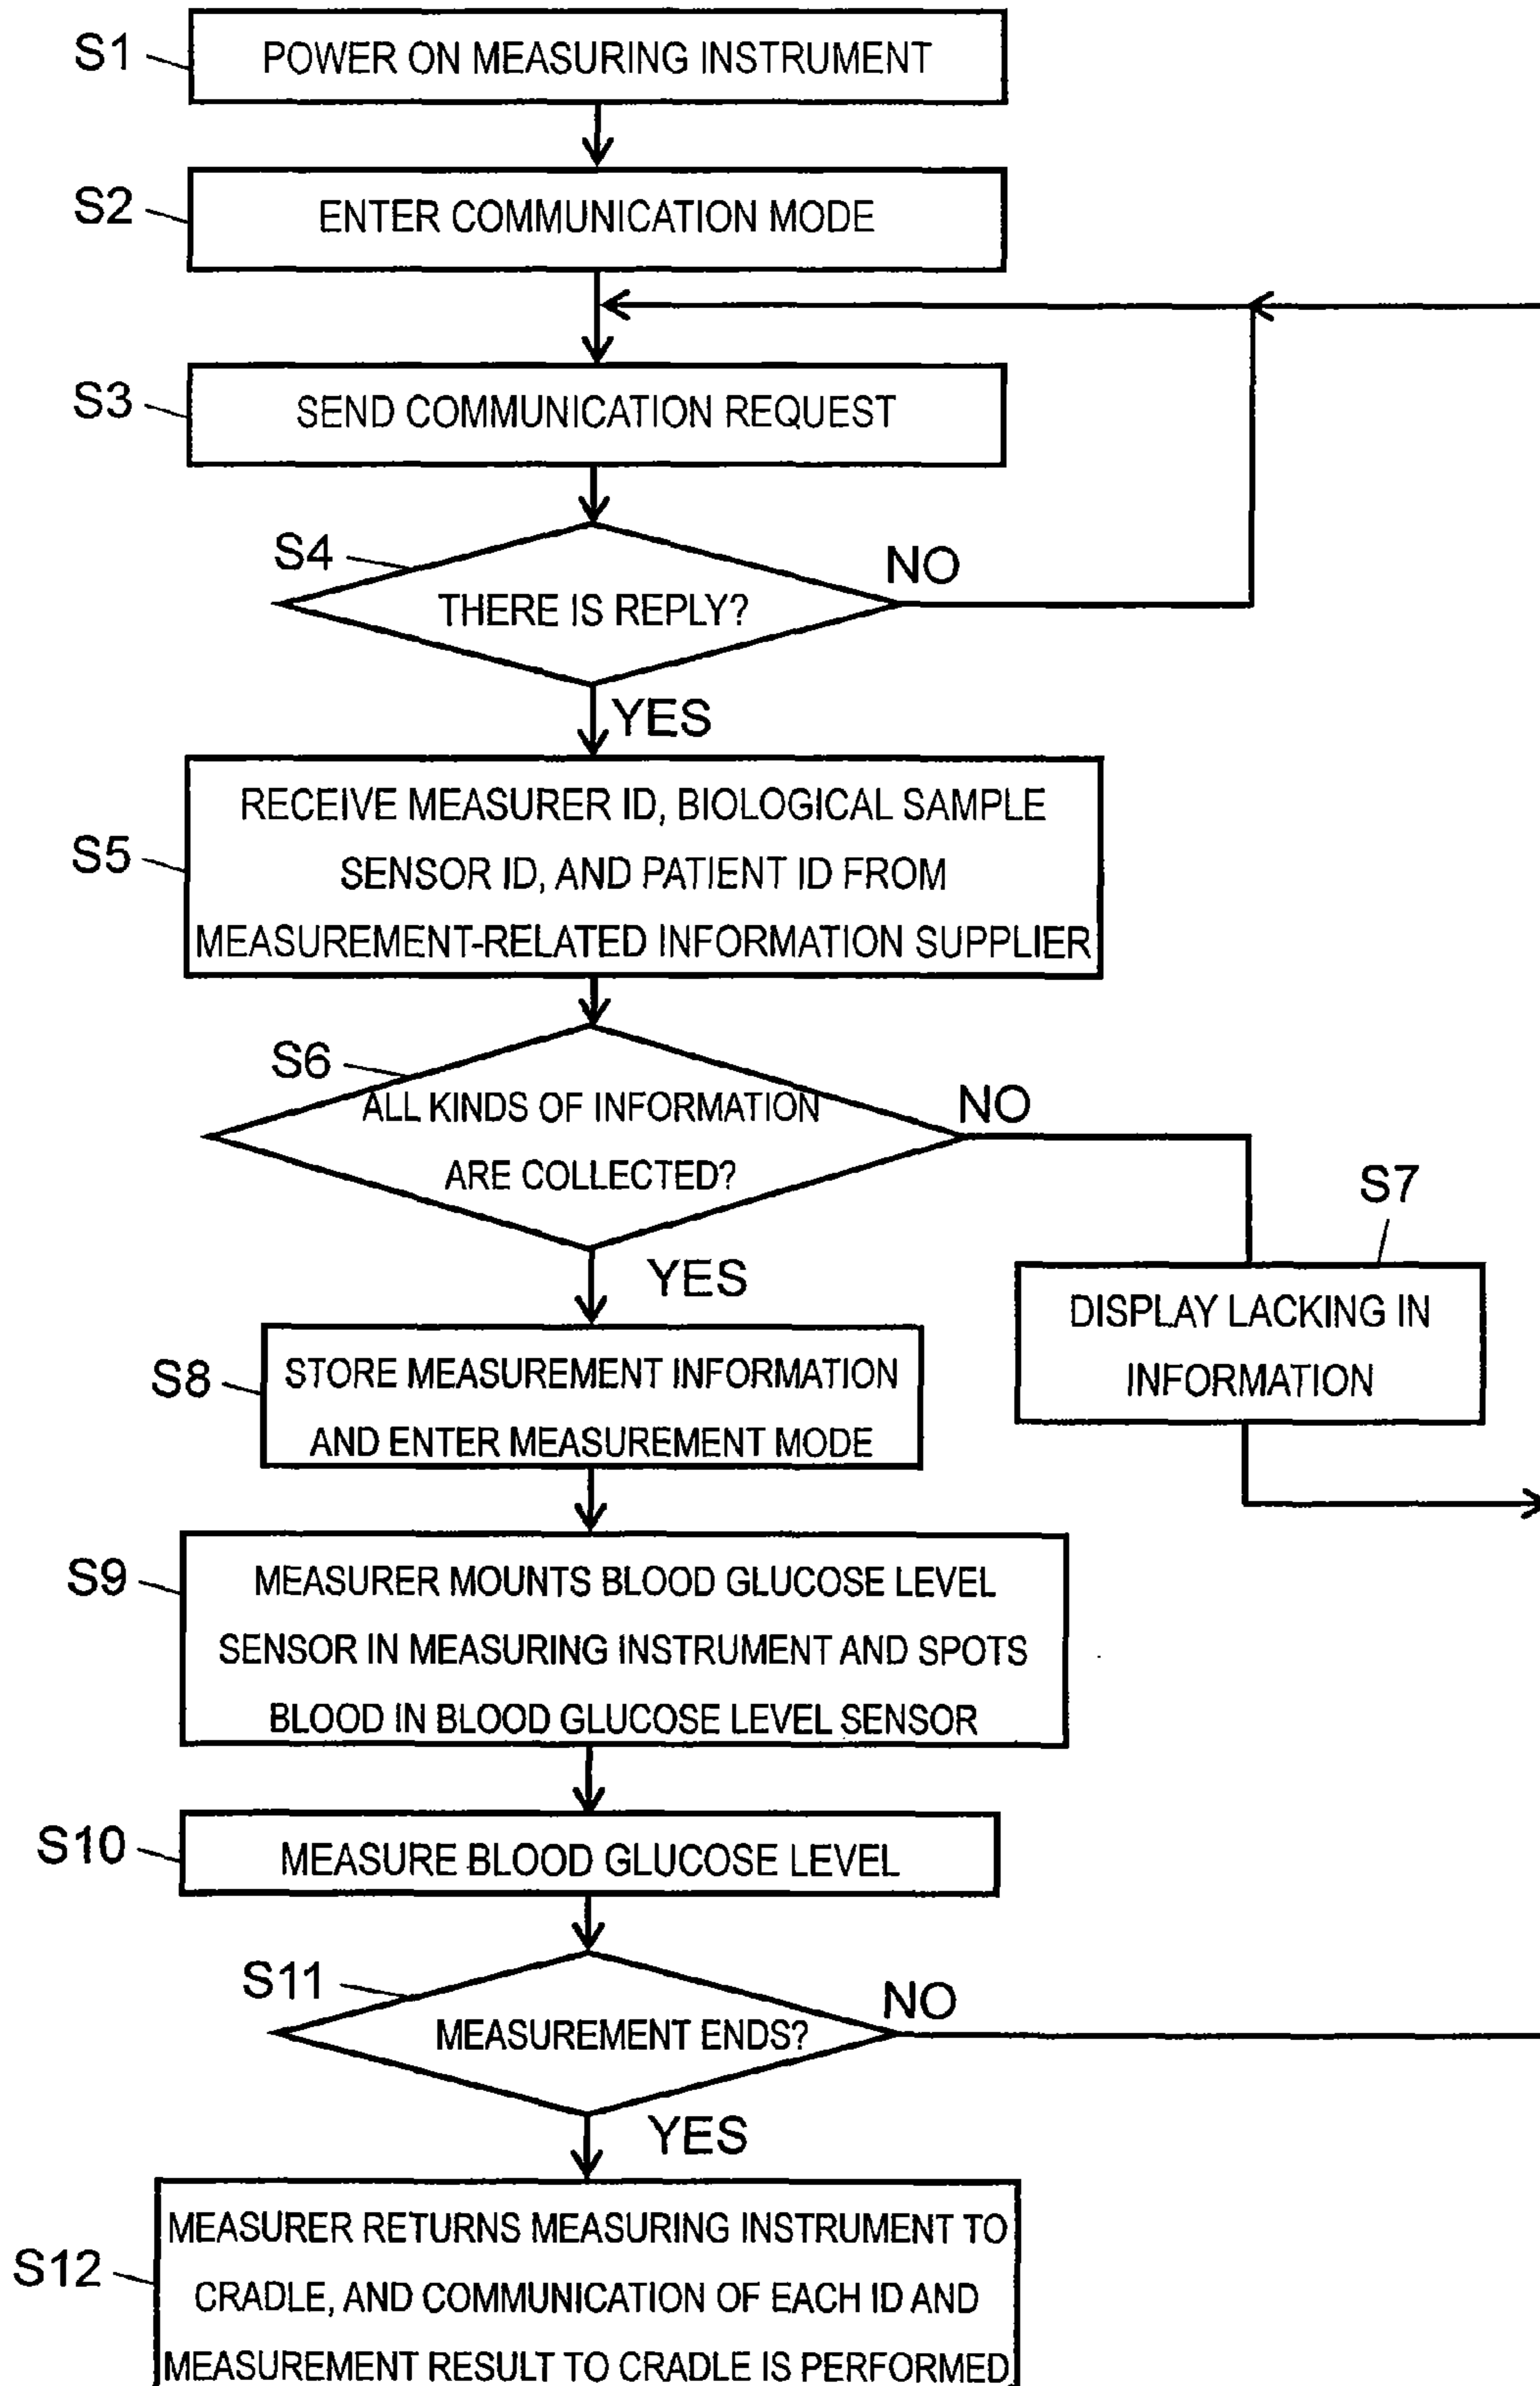 S1
POWER ON MEASURING INSTRUMENT
S2
ENTER COMMUNICATION MODE
S3
SEND COMMUNICATION REQUEST
S4
THERE IS REPLY?
NO
YES
S5
RECEIVE MEASURER ID, BIOLOGICAL SAMPLE
SENSOR ID, AND PATIENT ID FROM
MEASUREMENT-RELATED INFORMATION SUPPLIER
S6
ALL KINDS OF INFORMATION
ARE COLLECTED?
NO
YES
S7
DISPLAY LACKING IN
INFORMATION
S8
STORE MEASUREMENT INFORMATION
AND ENTER MEASUREMENT MODE
S9
MEASURER MOUNTS BLOOD GLUCOSE LEVEL
SENSOR IN MEASURING INSTRUMENT AND SPOTS
BLOOD IN BLOOD GLUCOSE LEVEL SENSOR
S10
MEASURE BLOOD GLUCOSE LEVEL
S11
MEASUREMENT ENDS?
NO
YES
S12
MEASURER RETURNS MEASURING INSTRUMENT TO
CRADLE, AND COMMUNICATION OF EACH ID AND
MEASUREMENT RESULT TO CRADLE IS PERFORMED